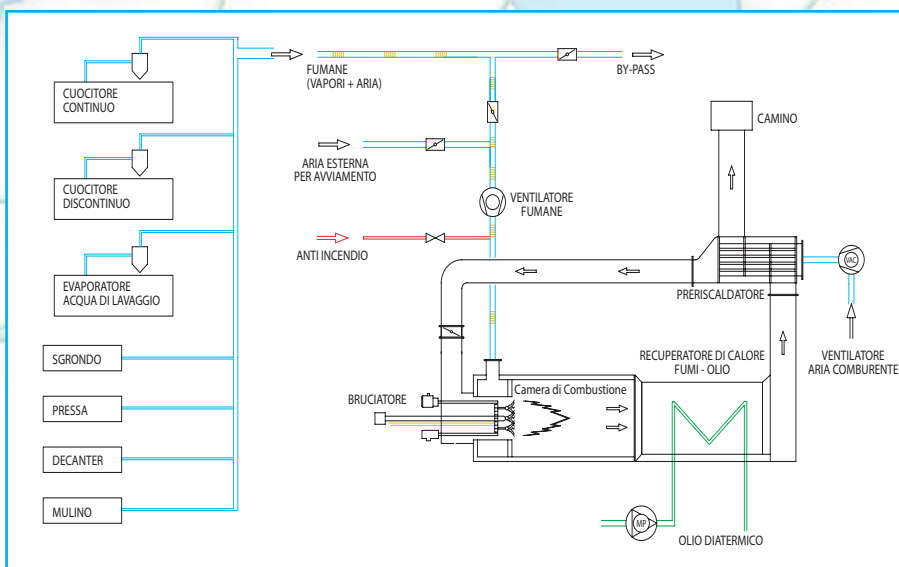 CUOCITORE
CONTINUO
CUOCITORE
DISCONTINUO
EVAPORATORE
ACQUA DI LAVAGGIO
SGRONDO
PRESSA
DECANTER
MULINO
FUMANE
(VAPORI + ARIA)
BY-PASS
ARIA ESTERNA
PER AVVIAMENTO
VENTILATORE
FUMANE
ANTI INCENDIO
CAMINO
VAC
PRERISCALDATORE
VENTILATORE
ARIA COMBURENTE
RECUPERATORE DI CALORE
FUMI - OLIO
BRUCIATORE
Camera di Combustione
MP
OLIO DIATERMICO